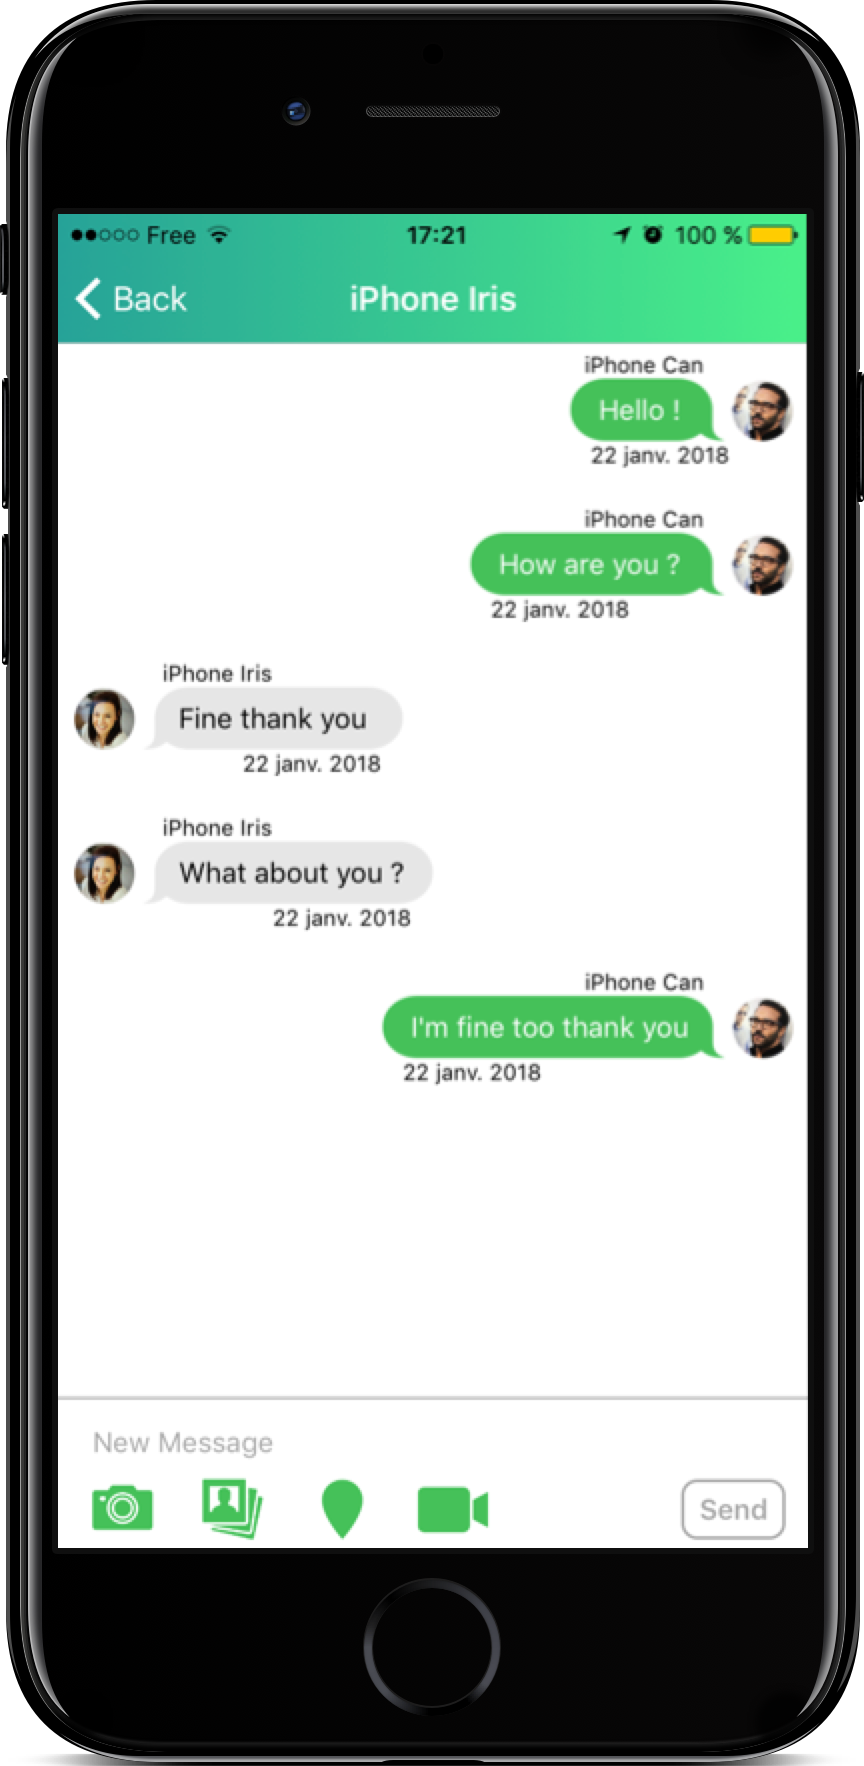 Free 17:21 100 %
Back iPhone Iris
iPhone Can
Hello !
22 janv. 2018
iPhone Can
How are you ?
22 janv. 2018
iPhone Iris
Fine thank you
22 janv. 2018
iPhone Iris
What about you ?
22 janv. 2018
iPhone Can
I'm fine too thank you
22 janv. 2018
New Message
Send